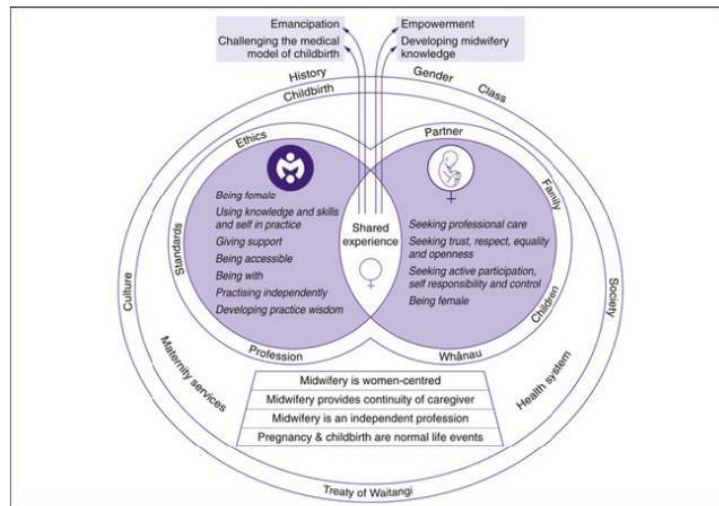 Emancipation
Challenging the medical
model of childbirth
Empowerment
Developing midwifery
knowledge
History
Gender
Class
Childbirth
Ethics
Partner
Family
Standards
Being female
Using knowledge and skills
and self in practice
Giving support
Being accessible
Being with
Practising independently
Developing practice wisdom
Shared
experience
Seeking professional care
Seeking trust, respect, equality
and openness
Seeking active participation,
self responsibility and control
Being female
Culture
Society
Children
Profession
Whânau
Maternity services
Health system
Midwifery is women-centred
Midwifery provides continuity of caregiver
Midwifery is an independent profession
Pregnancy & childbirth are normal life events
Treaty of Waitangi